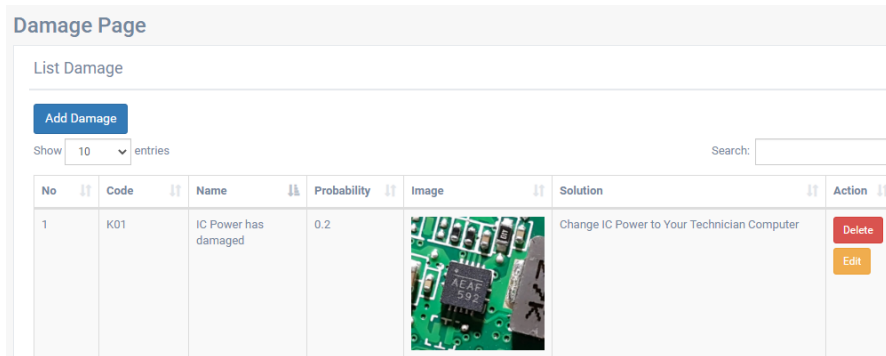 Damage Page
List Damage
Add Damage
Show 10 entries
Search:
No Code Name Probability Image Solution Action
1 K01 IC Power has damaged 0.2 Change IC Power to Your Technician Computer Delete
Edit
AEAF
592